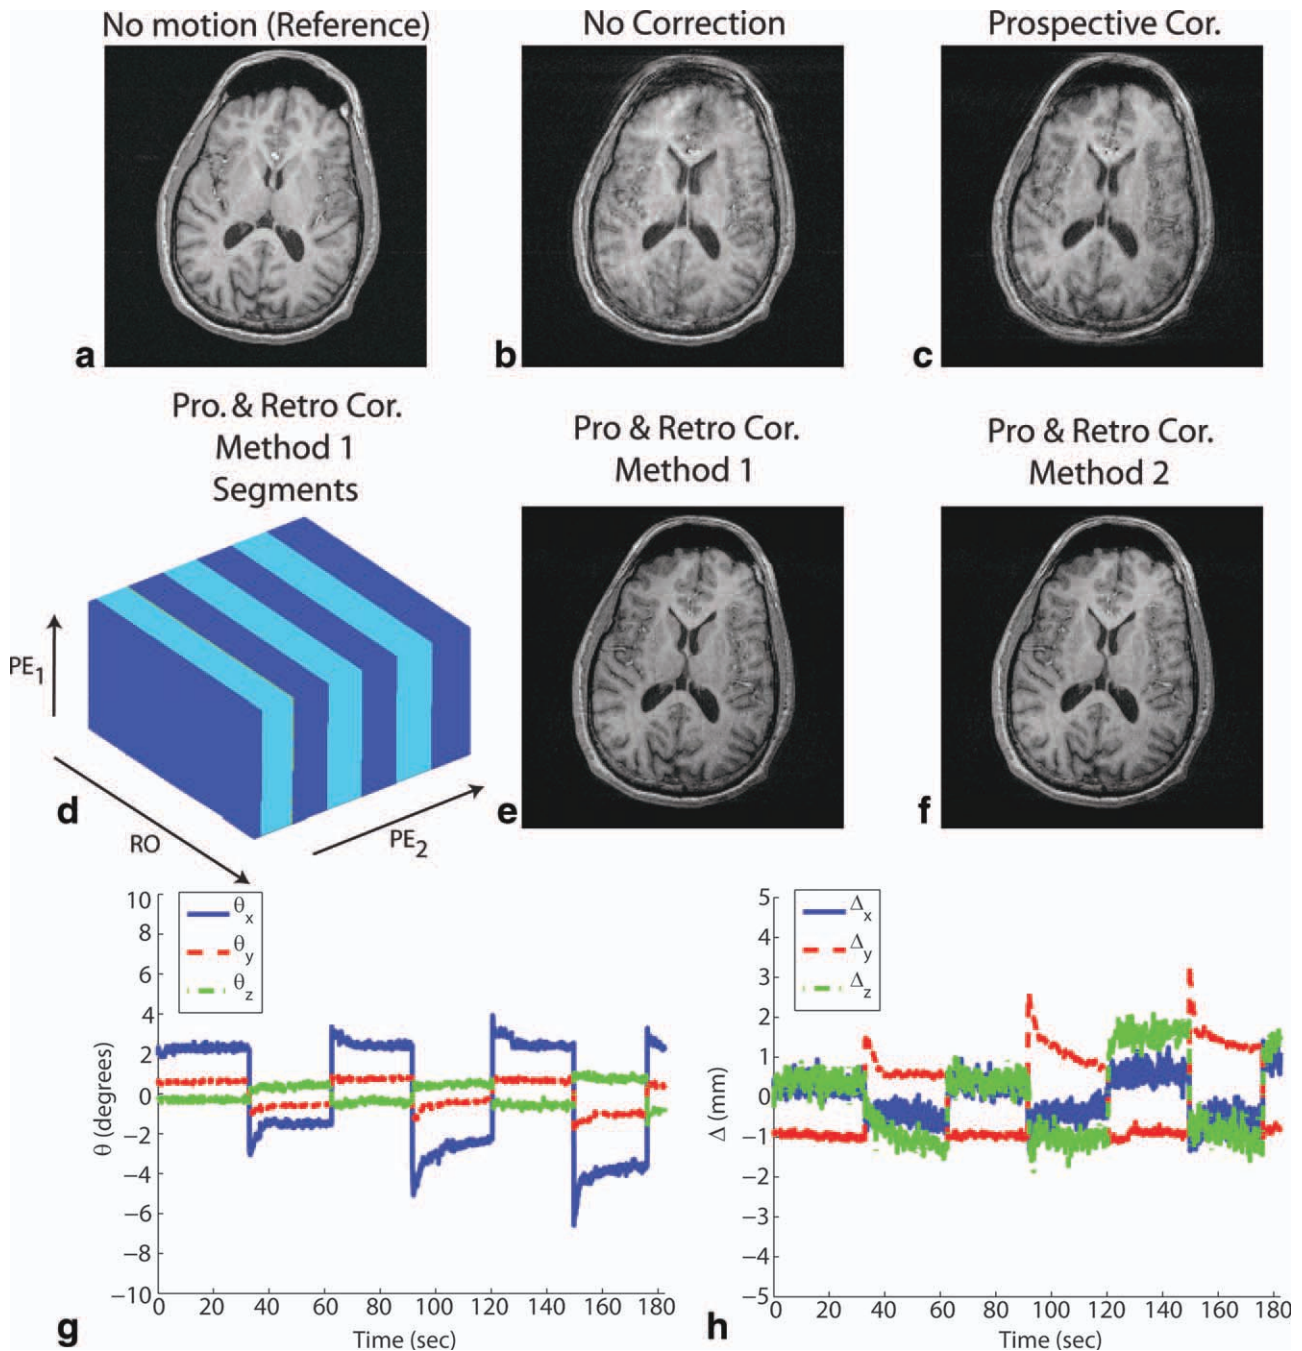 No motion (Reference)
No Correction
Prospective Cor.
a
b
c
Pro. & Retro Cor.
Method 1
Segments
Pro & Retro Cor.
Method 1
Pro & Retro Cor.
Method 2
PE1
RO
PE2
d
e
f
θx
θy
θz
10
8
6
4
2
0
−2
−4
−6
−8
−10
θ (degrees)
0 20 40 60 80 100 120 140 160 180
Time (sec)
g
Δx
Δy
Δz
5
4
3
2
1
0
−1
−2
−3
−4
−5
Δ (mm)
0 20 40 60 80 100 120 140 160 180
Time (sec)
h